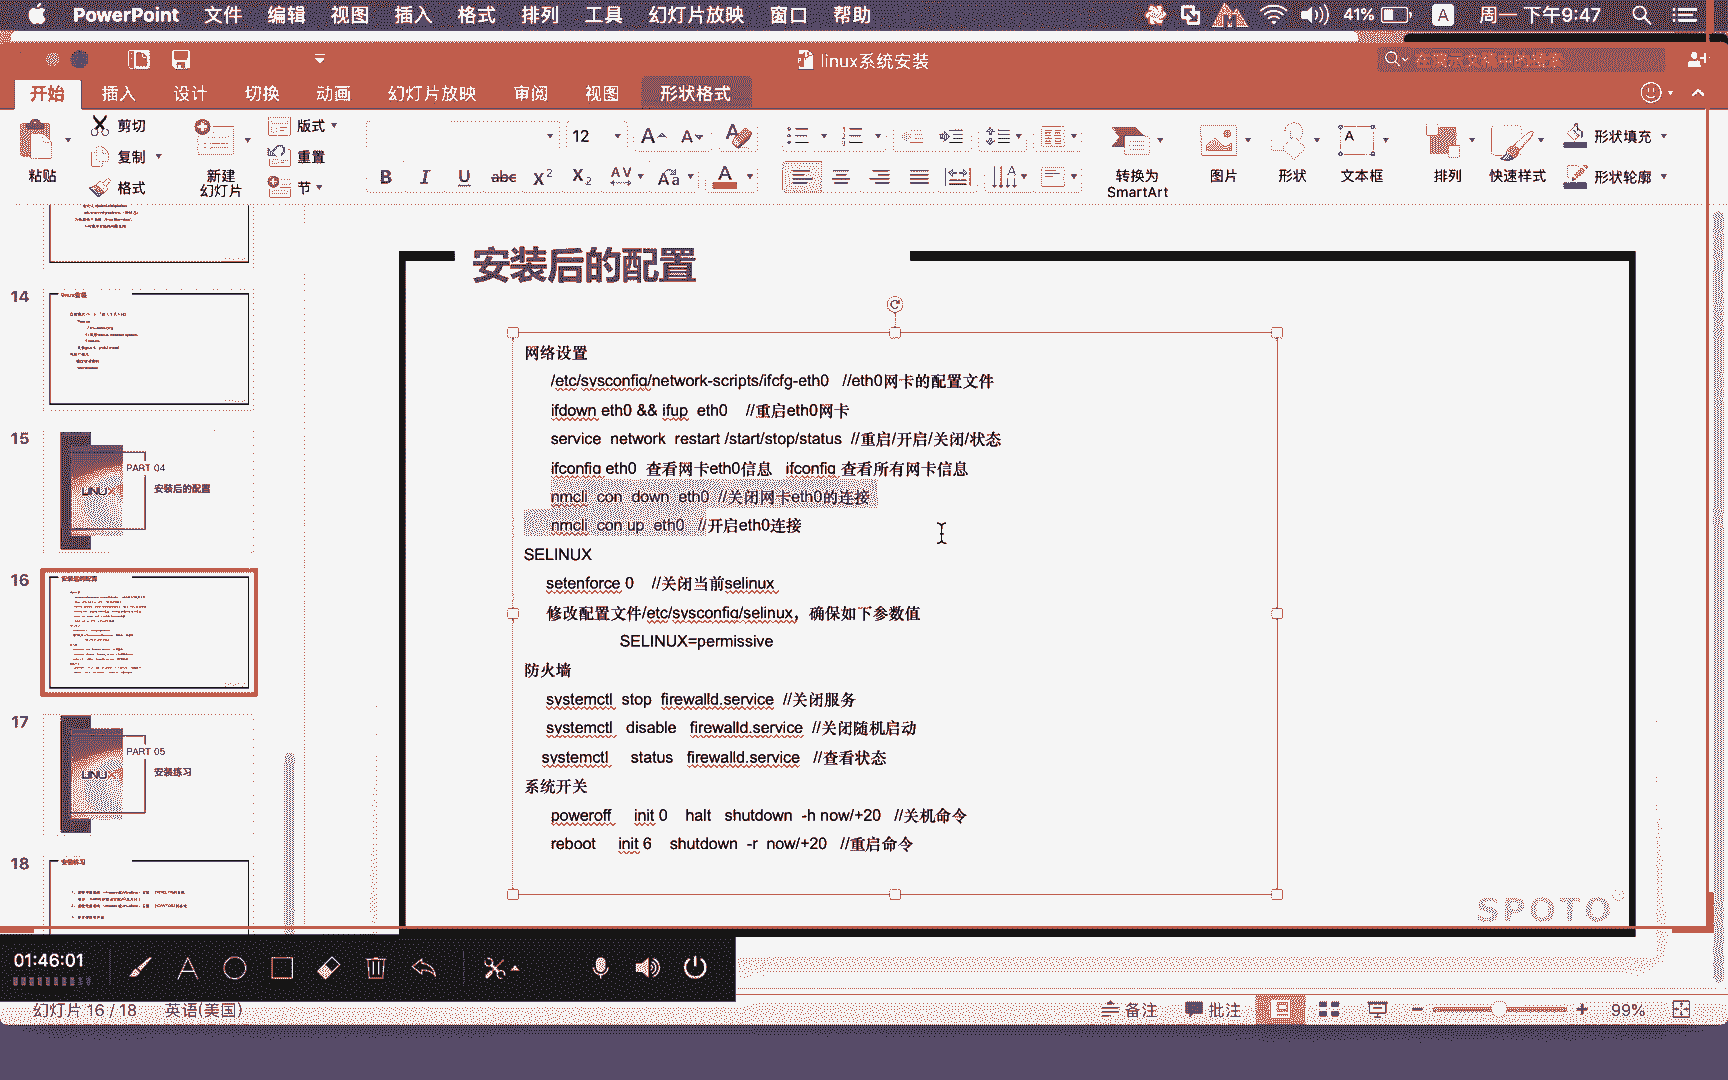 PowerPoint 文件 编辑 视图 插入 格式 排列 工具 幻灯片放映 窗口 帮助 41% A 周一 下午9:47
linux系统安装
开始 插入 设计 切换 动画 幻灯片放映 审阅 视图 形状格式
粘贴 剪切 复制 格式 新建 幻灯片 版式 重置 节 12 转换为 SmartArt 图片 形状 文本框 排列 快速样式 形状填充 形状轮廓
14
15
PART 04
LINUX
安装后的配置
16
17
PART 05
LINUX
安装练习
18
安装后的配置
网络设置
/etc/sysconfig/network-scripts/ifcfg-eth0 //eth0网卡的配置文件
ifdown eth0 && ifup eth0 //重启eth0网卡
service network restart /start/stop/status //重启/开启/关闭/状态
ifconfig eth0 查看网卡eth0信息 ifconfig 查看所有网卡信息
nmcli con down eth0 //关闭网卡eth0的连接
nmcli con up eth0 //开启eth0连接
SELINUX
setenforce 0 //关闭当前selinux
修改配置文件/etc/sysconfig/selinux，确保如下参数值
SELINUX=permissive
防火墙
systemctl stop firewalld.service //关闭服务
systemctl disable firewalld.service //关闭随机启动
systemctl status firewalld.service //查看状态
系统开关
poweroff init 0 halt shutdown -h now/+20 //关机命令
reboot init 6 shutdown -r now/+20 //重启命令
SPOTO
01:46:01
幻灯片 16 / 18 英语(美国) 备注 批注 99%